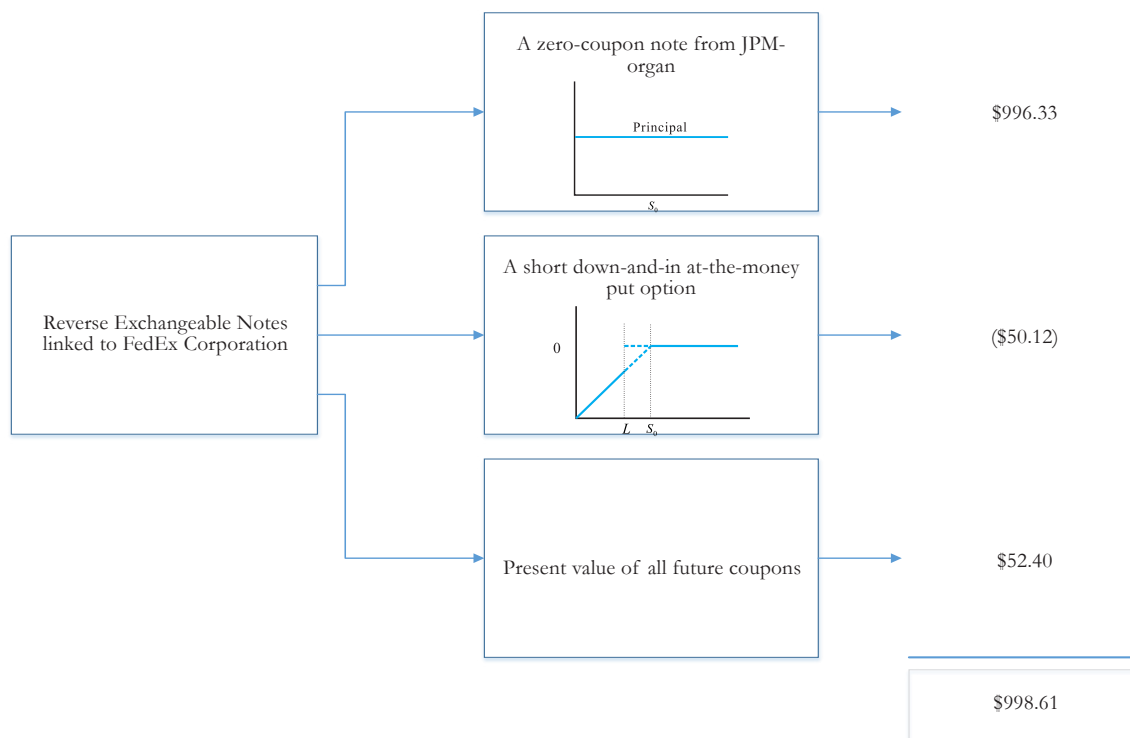 A zero-coupon note from JPM-
organ
Principal
S₀
$996.33
Reverse Exchangeable Notes
linked to FedEx Corporation
A short down-and-in at-the-money
put option
0
L
S₀
($50.12)
Present value of all future coupons
$52.40
$998.61